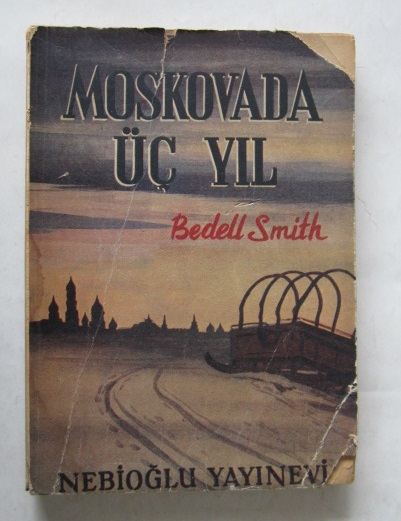 MOSKOVADA
ÜÇ YIL
Bedell Smith
NEBİOĞLU YAYINEVİ